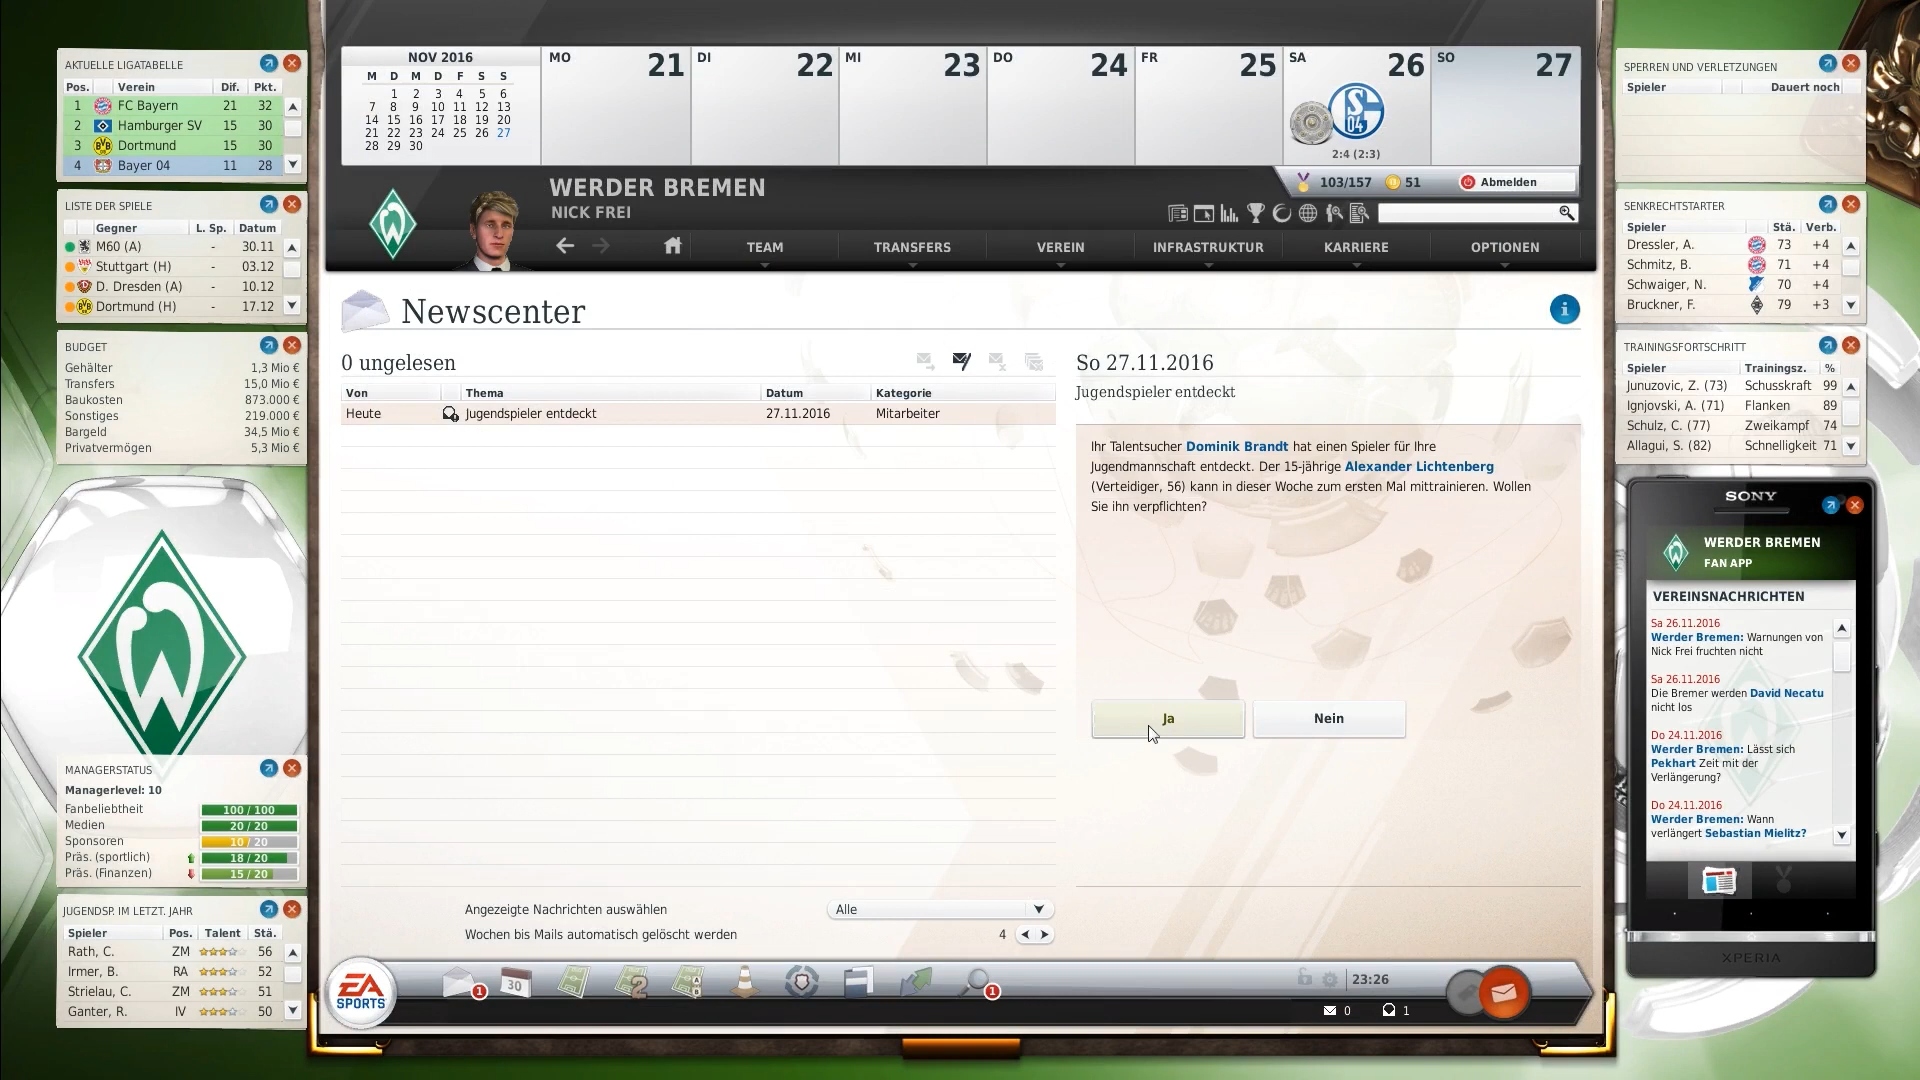 AKTUELLE LIGATABELLE
Pos. Verein Dif. Pkt.
1 FC Bayern 21 32
2 Hamburger SV 15 30
3 Dortmund 15 30
4 Bayer 04 11 28
LISTE DER SPIELE
Gegner L. Sp. Datum
M60 (A) - 30.11
Stuttgart (H) - 03.12
D. Dresden (A) - 10.12
Dortmund (H) - 17.12
BUDGET
Gehälter 1,3 Mio €
Transfers 15,0 Mio €
Baukosten 873.000 €
Sonstiges 219.000 €
Bargeld 34,5 Mio €
Privatvermögen 5,3 Mio €
MANAGERSTATUS
Managerlevel: 10
Fanbeliebtheit 100 / 100
Medien 20 / 20
Sponsoren 10 / 20
Präs. (sportlich) 18 / 20
Präs. (Finanzen) 15 / 20
JUGENDSP. IM LETZT. JAHR
Spieler Pos. Talent Stä.
Rath, C. ZM 56
Irmer, B. RA 52
Strielau, C. ZM 51
Ganter, R. IV 50
NOV 2016
M D M D F S S
1 2 3 4 5 6
7 8 9 10 11 12 13
14 15 16 17 18 19 20
21 22 23 24 25 26 27
28 29 30
MO 21 DI 22 MI 23 DO 24 FR 25 SA 26 SO 27
S 04
2:4 (2:3)
WERDER BREMEN
NICK FREI
103/157 51 Abmelden
TEAM TRANSFERS VEREIN INFRASTRUKTUR KARRIERE OPTIONEN
Newscenter
0 ungelesen
Von Thema Datum Kategorie
Heute Jugendspieler entdeckt 27.11.2016 Mitarbeiter
So 27.11.2016
Jugendspieler entdeckt
Ihr Talentsucher Dominik Brandt hat einen Spieler für Ihre
Jugendmannschaft entdeckt. Der 15-jährige Alexander Lichtenberg
(Verteidiger, 56) kann in dieser Woche zum ersten Mal mittrainieren. Wollen
Sie ihn verpflichten?
Ja Nein
Angezeigte Nachrichten auswählen Alle
Wochen bis Mails automatisch gelöscht werden 4
EA SPORTS
1 30 2 1
23:26
0 1
SPERREN UND VERLETZUNGEN
Spieler Dauert noch
SENKRECHTSTARTER
Spieler Stä. Verb.
Dressler, A. 73 +4
Schmitz, B. 71 +4
Schwaiger, N. 70 +4
Bruckner, F. 79 +3
TRAININGSFORTSCHRITT
Spieler Trainingsz. %
Junuzovic, Z. (73) Schusskraft 99
Ignjovski, A. (71) Flanken 89
Schulz, C. (77) Zweikampf 74
Allagui, S. (82) Schnelligkeit 71
SONY
WERDER BREMEN
FAN APP
VEREINSNACHRICHTEN
Sa 26.11.2016
Werder Bremen: Warnungen von
Nick Frei fruchten nicht
Sa 26.11.2016
Die Bremer werden David Necatu
nicht los
Do 24.11.2016
Werder Bremen: Lässt sich
Pekhart Zeit mit der
Verlängerung?
Do 24.11.2016
Werder Bremen: Wann
verlängert Sebastian Mielitz?
XPERIA